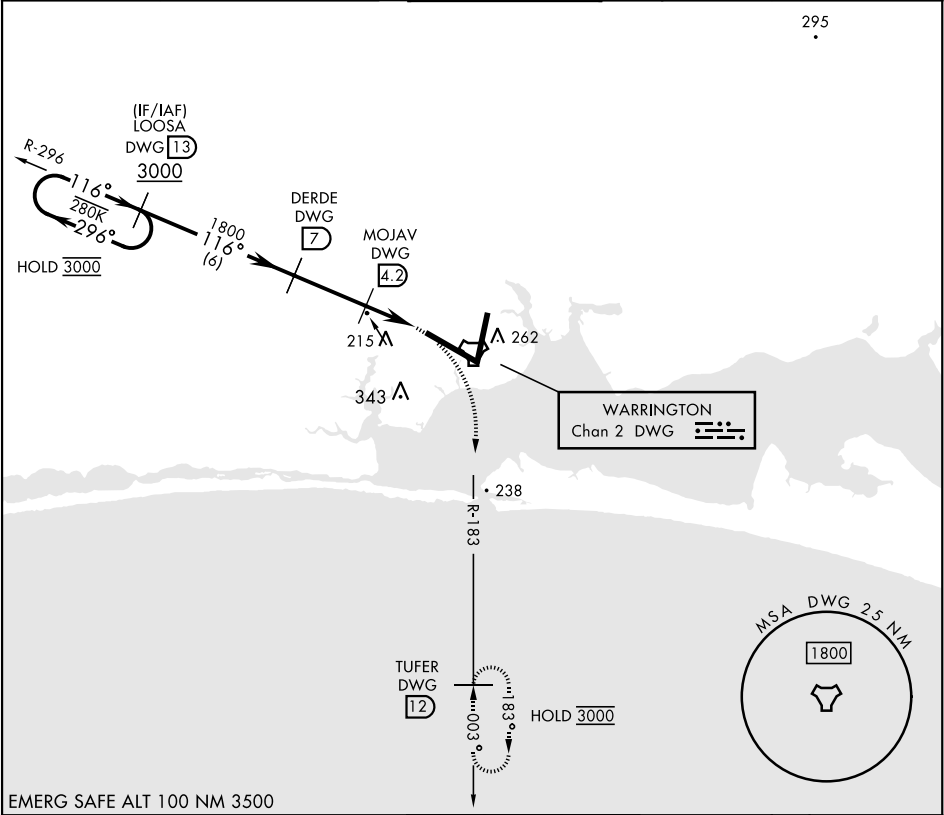 295
(IF/IAF)
LOOSA
DWG 13
3000
R-296
116°
280K
296°
HOLD 3000
1800
116°
(6)
DERDE
DWG
7
MOJAV
DWG
4.2
215
262
343
WARRINGTON
Chan 2 DWG
238
R-183
MSA DWG 25 NM
1800
TUFER
DWG
12
003°
183°
HOLD 3000
EMERG SAFE ALT 100 NM 3500